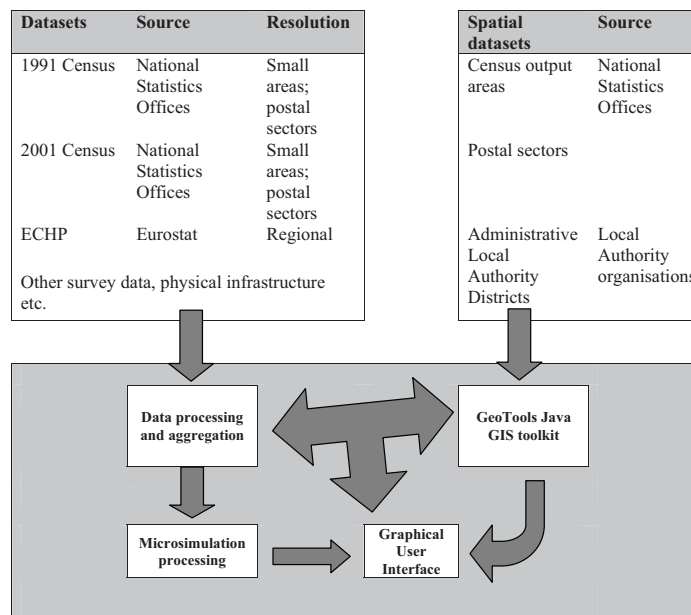 Datasets Source Resolution
1991 Census National Small
Statistics areas;
Offices postal
sectors
2001 Census National Small
Statistics areas;
Offices postal
sectors
ECHP Eurostat Regional
Other survey data, physical infrastructure
etc.
Spatial Source
datasets
Census output National
areas Statistics
Offices
Postal sectors
Administrative Local
Local Authority
Authority organisations
Districts
Data processing
and aggregation
GeoTools Java
GIS toolkit
Microsimulation
processing
Graphical
User
Interface